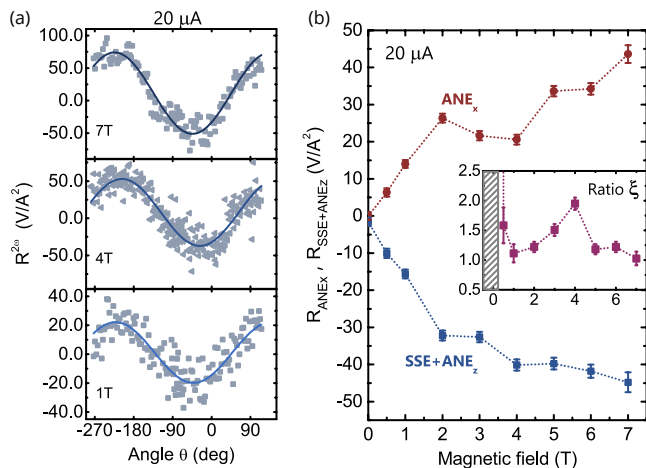 (a)
20 μA
R²ω (V/A²)
100.0
50.0
0.0
-50.0
7T
50.0
0.0
-50.0
4T
40.0
20.0
0.0
-20.0
-40.0
1T
-270 -180 -90 0 90
Angle θ (deg)
(b)
R_ANEx , R_SSE+ANEz (V/A²)
20 μA
50
40
30
20
10
0
-10
-20
-30
-40
-50
ANEx
SSE+ANEz
Ratio ξ
2.5
2.0
1.5
1.0
0.5
0 2 4 6
0 1 2 3 4 5 6 7
Magnetic field (T)